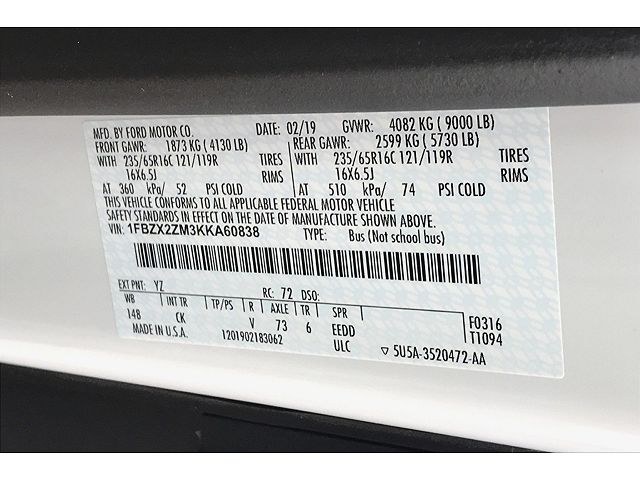 MFD. BY FORD MOTOR CO. DATE: 02/19 GVWR: 4082 KG ( 9000 LB)
FRONT GAWR: 1873 KG ( 4130 LB) REAR GAWR: 2599 KG ( 5730 LB)
WITH 235/65R16C 121/119R TIRES WITH 235/65R16C 121/119R TIRES
16X6.5J RIMS 16X6.5J RIMS
AT 360 kPa/ 52 PSI COLD AT 510 kPa/ 74 PSI COLD
THIS VEHICLE CONFORMS TO ALL APPLICABLE FEDERAL MOTOR VEHICLE
SAFETY STANDARDS IN EFFECT ON THE DATE OF MANUFACTURE SHOWN ABOVE.
VIN: 1FBZX2ZM3KKA60838 TYPE: Bus (Not school bus)
EXT PNT: YZ RC: 72 DSO:
WB INT TR TP/PS R AXLE TR SPR F0316
148 CK V 73 6 EEDD T1094
MADE IN U.S.A. 1201902183062 ULC ▽ 5U5A-3520472-AA